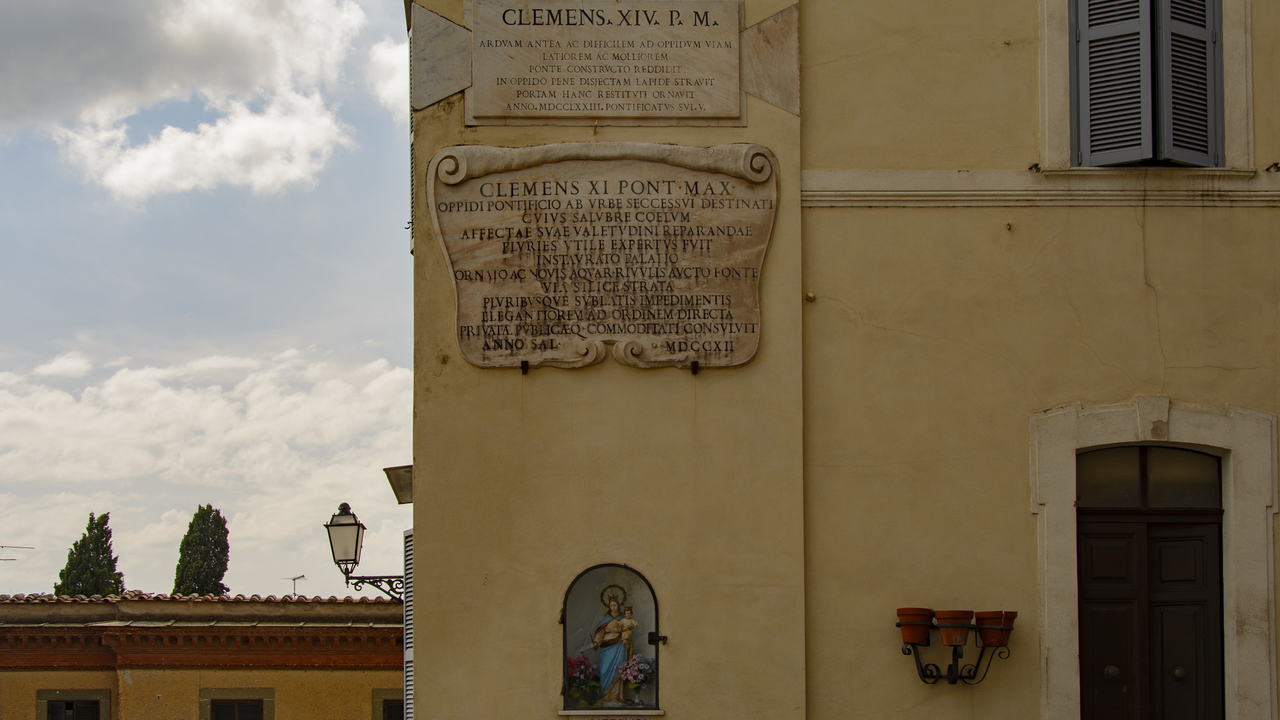 CLEMENS. XIV. P. M.
ARDVAM ANTEA AC DIFFICILEM AD OPPIDVM VIAM
LATIOREM AC MOLLIOREM
PONTE CONSTRVCTO REDDIDIT
IN OPPIDO PENE DISIECTAM LAPIDE STRAVIT
PORTAM HANC RESTITVIT ORNAVIT
ANNO. MDCCLXXIII. PONTIFICATVS SVI. V.
CLEMENS XI PONT·MAX·
OPPIDI PONTIFICIO AB VRBE SECCESSVI DESTINATI
CVIVS SALVBRE COELVM
AFFECTAE SVAE VALETVDINI REPARANDAE
PLVRIES VTILE EXPERTVS FVIT
INSTAVRATO PALATIO
ORNATO AC NOVIS AQVAR·RIVVLIS AVCTO FONTE
VIA SILICE STRATA
PLVRIBVSQVE SVBLATIS IMPEDIMENTIS
ELEGANTIOREM AD ORDINEM DIRECTA
PRIVATÆ PVBLICÆQ·COMMODITATI CONSVLVIT
ANNO SAL· MDCCXII